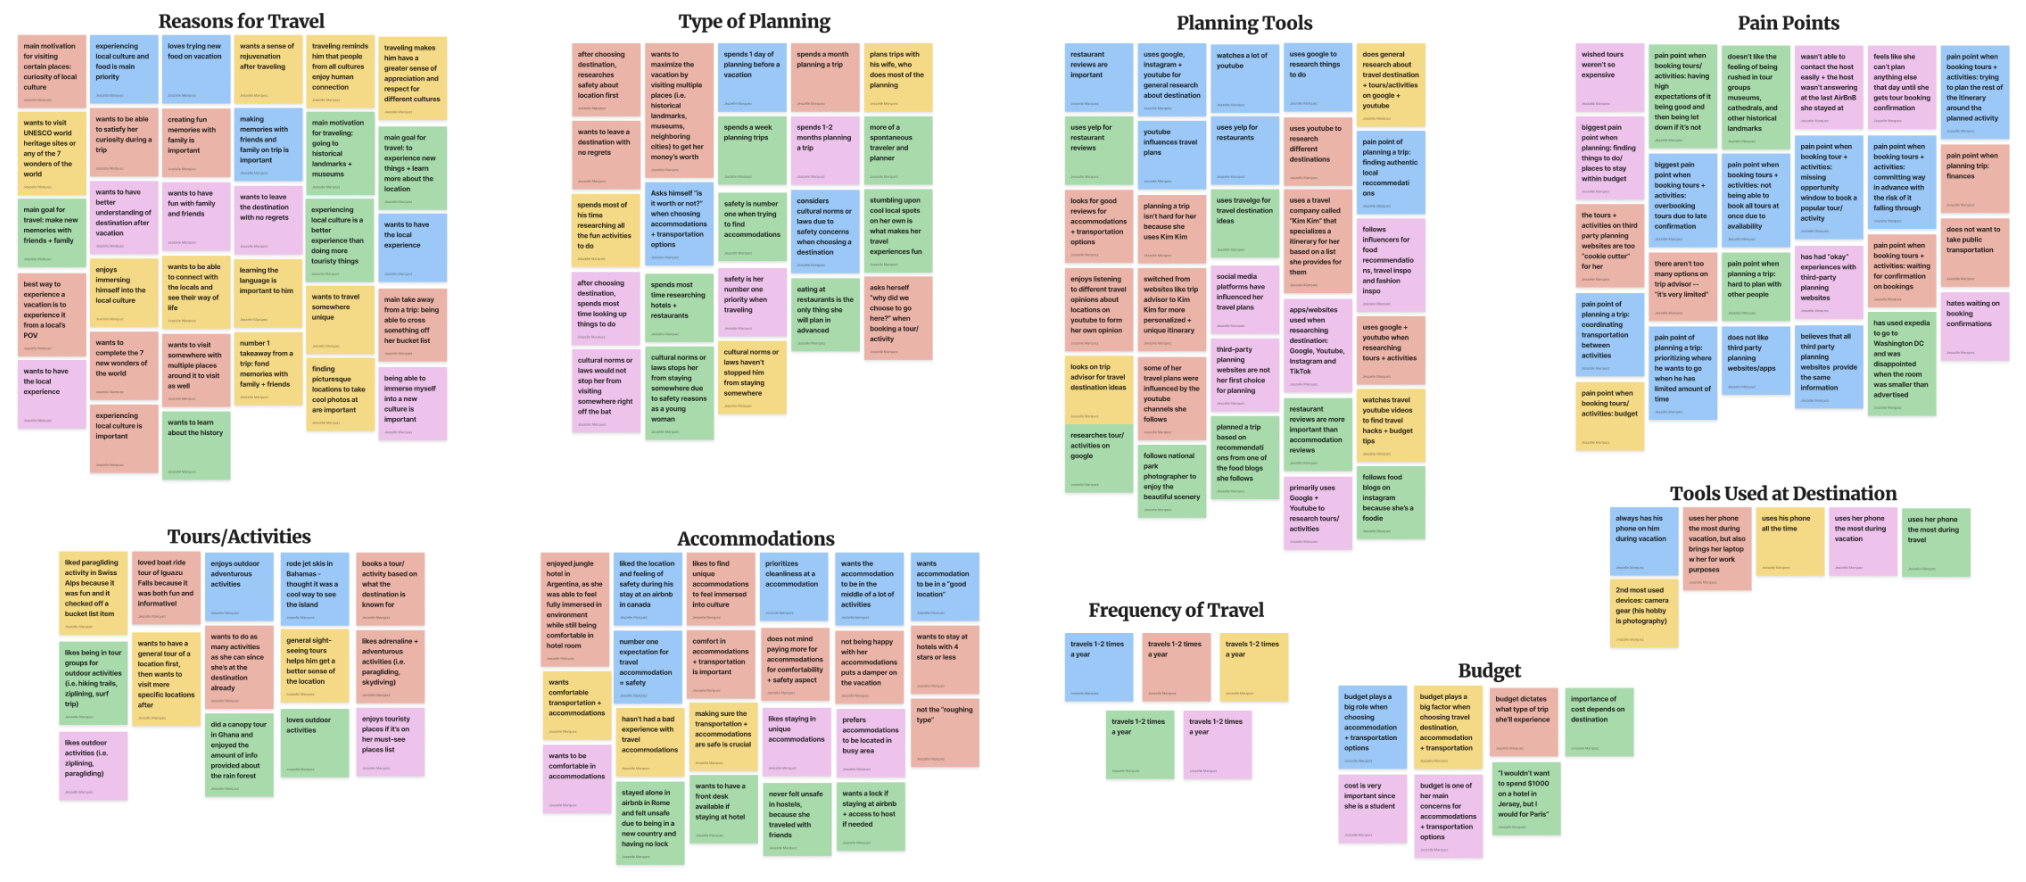 Reasons for Travel
main motivation
for visiting
certain places:
curiosity of local
culture
experiencing
local culture and
food is main
priority
loves trying new
food on vacation
wants a sense of
rejuvenation
after traveling
traveling reminds
him that people
from all cultures
enjoy human
connection
traveling makes
him have a
greater sense of
appreciation and
respect for
different cultures
wants to visit
UNESCO world
heritage sites or
any of the 7
wonders of the
world
wants to be able
to satisfy her
curiosity during a
trip
creating fun
memories with
family is
important
making
memories with
friends and
family on trip is
important
main motivation
for traveling:
going to
historical
landmarks +
museums
main goal for
travel: to
experience new
things + learn
more about the
location
main goal for
travel: make new
memories with
friends + family
wants to have
better
understanding of
destination after
vacation
wants to have
fun with family
and friends
wants to leave
the destination
with no regrets
experiencing
local culture is a
better
experience than
doing more
touristy things
wants to have
the local
experience
best way to
experience a
vacation is to
experience it
from a local's
POV
enjoys
immersing
himself into the
local culture
wants to be able
to connect with
the locals and
see their way of
life
learning the
language is
important to him
wants to travel
somewhere
unique
main take away
from a trip: being
able to cross
something off
her bucket list
wants to have
the local
experience
wants to
complete the 7
new wonders of
the world
wants to visit
somewhere with
multiple places
around it to visit
as well
number 1
takeaway from a
trip: fond
memories with
family + friends
finding
picturesque
locations to take
cool photos at
are important
being able to
immerse myself
into a new
culture is
important
experiencing
local culture is
important
wants to learn
about the history
Type of Planning
after choosing
destination,
researches
safety about
location first
wants to
maximize the
vacation by
visiting multiple
places (i.e.
historical
landmarks,
museums,
neighboring
cities) to get her
money's worth
spends 1 day of
planning before a
vacation
spends a month
planning a trip
plans trips with
his wife, who
does most of the
planning
wants to leave a
destination with
no regrets
spends a week
planning trips
spends 1-2
months planning
a trip
more of a
spontaneous
traveler and
planner
spends most of
his time
researching all
the fun activities
to do
Asks himself "is
it worth or not?"
when choosing
accommodations
+ transportation
options
safety is number
one when trying
to find
accommodations
considers
cultural norms or
laws due to
safety concerns
when choosing a
destination
stumbling upon
cool local spots
on her own is
what makes her
travel
experiences fun
after choosing
destination,
spends most
time looking up
things to do
spends most
time researching
hotels +
restaurants
safety is her
number one
priority when
traveling
eating at
restaurants is the
only thing she
will plan in
advanced
asks herself
"why did we
choose to go
here?" when
booking a tour/
activity
cultural norms or
laws would not
stop her from
visiting
somewhere right
off the bat
cultural norms or
laws stops her
from staying
somewhere due
to safety reasons
as a young
woman
cultural norms or
laws haven't
stopped him
from staying
somewhere
Planning Tools
restaurant
reviews are
important
uses google,
instagram +
youtube for
general research
about destination
watches a lot of
youtube
uses google to
research things
to do
does general
research about
travel destination
+ tours/activities
on google +
youtube
uses yelp for
restaurant
reviews
youtube
influences travel
plans
uses yelp for
restaurants
uses youtube to
research
different
destinations
pain point of
planning a trip:
finding authentic
local
recommedati
ons
looks for good
reviews for
accommodations
+ transportation
options
planning a trip
isn't hard for her
because she
uses Kim Kim
uses travelgo for
travel destination
ideas
uses a travel
company called
"Kim Kim" that
specializes a
itinerary for her
based on a list
she provides for
them
follows
influencers for
food
recommendatio
ns, travel inspo
and fashion
inspo
enjoys listening
to different travel
opinions about
locations on
youtube to form
her own opinion
switched from
websites like trip
advisor to Kim
Kim for more
personalized +
unique itinerary
social media
platforms have
influenced her
travel plans
apps/websites
used when
researching
destination:
Google, Youtube,
Instagram and
TikTok
uses google +
youtube when
researching
tours + activities
looks on trip
advisor for travel
destination ideas
some of her
travel plans were
influenced by the
youtube
channels she
follows
third-party
planning
websites are not
her first choice
for planning
restaurant
reviews are more
important than
accommodation
reviews
watches travel
youtube videos
to find travel
hacks + budget
tips
researches tour/
activities on
google
follows national
park
photographer to
enjoy the
beautiful scenery
planned a trip
based on
recommendati
ons from one of
the food blogs
she follows
primarily uses
Google +
Youtube to
research tours/
activities
follows food
blogs on
instagram
because she's a
foodie
Pain Points
wished tours
weren't so
expensive
pain point when
booking tours/
activities: having
high
expectations of it
being good and
then being let
down if it's not
doesn't like the
feeling of being
rushed in tour
groups
museums,
cathedrals, and
other historical
landmarks
wasn't able to
contact the host
easily + the host
wasn't answering
at the last AirBnB
she stayed at
feels like she
can't plan
anything else
that day until she
gets tour booking
confirmation
pain point when
booking tours +
activities: trying
to plan the rest of
the itinerary
around the
planned activity
biggest pain
point when
planning: finding
things to do/
places to stay
within budget
biggest pain
point when
booking tours +
activities:
overbooking
tours due to late
confirmation
pain point when
booking tours +
activities: not
being able to
book all tours at
once due to
availability
pain point when
booking tour +
activities:
missing
opportunity
window to book a
popular tour/
activity
pain point when
booking tours +
activities:
committing way
in advance with
the risk of it
falling through
pain point when
planning trip:
finances
the tours +
activities on third
party planning
websites are too
"cookie cutter"
for her
there aren't too
many options on
trip advisor --
"it's very limited"
pain point when
planning a trip:
hard to plan with
other people
has had "okay"
experiences with
third-party
planning
websites
pain point when
booking tours +
activities: waiting
for confirmation
on bookings
does not want to
take public
transportation
pain point of
planning a trip:
coordinating
transportation
between
activities
pain point of
planning a trip:
prioritizing where
he wants to go
when he has
limited amount of
time
does not like
third party
planning
websites/apps
believes that all
third party
planning
websites provide
the same
information
has used expedia
to go to
Washington DC
and was
disappointed
when the room
was smaller than
advertised
hates waiting on
booking
confirmations
pain point when
booking tours/
activities: budget
Tours/Activities
liked paragliding
activity in Swiss
Alps because it
was fun and it
checked off a
bucket list item
loved boat ride
tour of Iguazu
Falls because it
was both fun and
informative!
enjoys outdoor
adventurous
activities
rode jet skis in
Bahamas -
thought it was a
cool way to see
the island
books a tour/
activity based on
what the
destination is
known for
likes being in tour
groups for
outdoor activities
(i.e. hiking trails,
ziplining, surf
trip)
wants to have a
general tour of a
location first,
then wants to
visit more
specific locations
after
wants to do as
many activities
as she can since
she's at the
destination
already
general sight-
seeing tours
helps him get a
better sense of
the location
likes adrenaline +
adventurous
activities (i.e.
paragliding,
skydiving)
likes outdoor
activities (i.e.
ziplining,
paragliding)
did a canopy tour
in Ghana and
enjoyed the
amount of info
provided about
the rain forest
loves outdoor
activities
enjoys touristy
places if it's on
her must-see
places list
Accommodations
enjoyed jungle
hotel in
Argentina, as she
was able to feel
fully immersed in
environment
while still being
comfortable in
hotel room
liked the location
and feeling of
safety during his
stay at an airbnb
in canada
likes to find
unique
accommodations
to feel immersed
into culture
prioritizes
cleanliness at a
accommodation
wants the
accommodation
to be in the
middle of a lot of
activities
wants
accommodation
to be in a "good
location"
number one
expectation for
travel
accommodation
= safety
comfort in
accommodations
+ transportation
is important
does not mind
paying more for
accommodations
for comfortability
+ safety aspect
not being happy
with her
accommodations
puts a damper on
the vacation
wants to stay at
hotels with 4
stars or less
wants
comfortable
transportation +
accommodations
hasn't had a bad
experience with
travel
accommodations
making sure the
transportation +
accommodations
are safe is crucial
likes staying in
unique
accommodations
prefers
accommodations
to be located in
busy area
not the "roughing
type"
wants to be
comfortable in
accommodations
stayed alone in
airbnb in Rome
and felt unsafe
due to being in a
new country and
having no lock
wants to have a
front desk
available if
staying at hotel
never felt unsafe
in hostels,
because she
traveled with
friends
wants a lock if
staying at airbnb
+ access to host
if needed
Frequency of Travel
travels 1-2 times
a year
travels 1-2 times
a year
travels 1-2 times
a year
travels 1-2 times
a year
travels 1-2 times
a year
Tools Used at Destination
always has his
phone on him
during vacation
uses her phone
the most during
vacation, but also
brings her laptop
w her for work
purposes
uses his phone
all the time
uses her phone
the most during
vacation
uses her phone
the most during
travel
2nd most used
devices: camera
gear (his hobby
is photography)
Budget
budget plays a
big role when
choosing
accommodation
+ transportation
options
budget plays a
big factor when
choosing travel
destination,
accommodation
+ transportation
budget dictates
what type of trip
she'll experience
importance of
cost depends on
destination
cost is very
important since
she is a student
budget is one of
her main
concerns for
accommodations
+ transportation
options
"I wouldn't want
to spend $1000
on a hotel in
Jersey, but I
would for Paris"